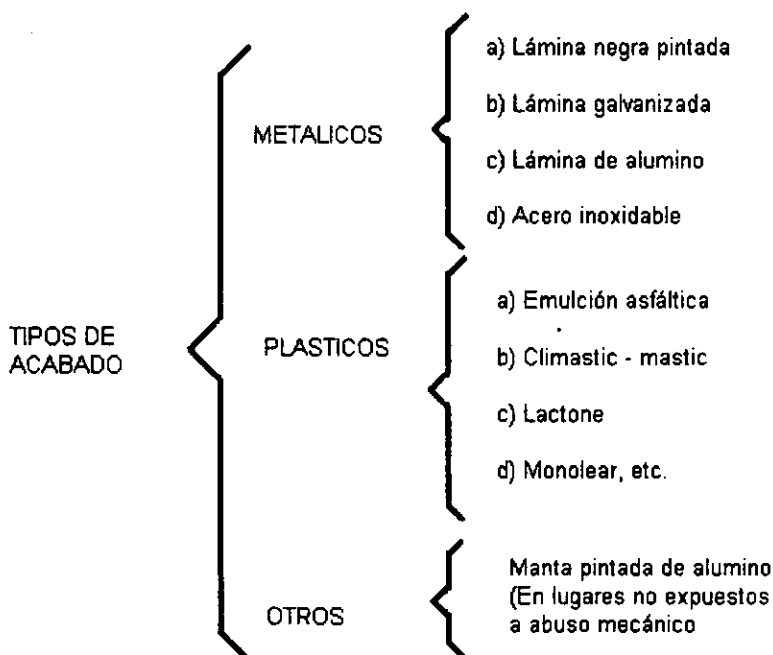 TIPOS DE
ACABADO
METALICOS
a) Lámina negra pintada
b) Lámina galvanizada
c) Lámina de alumino
d) Acero inoxidable
PLASTICOS
a) Emulción asfáltica
b) Climastic - mastic
c) Lactone
d) Monolear, etc.
OTROS
Manta pintada de alumino
(En lugares no expuestos
a abuso mecánico